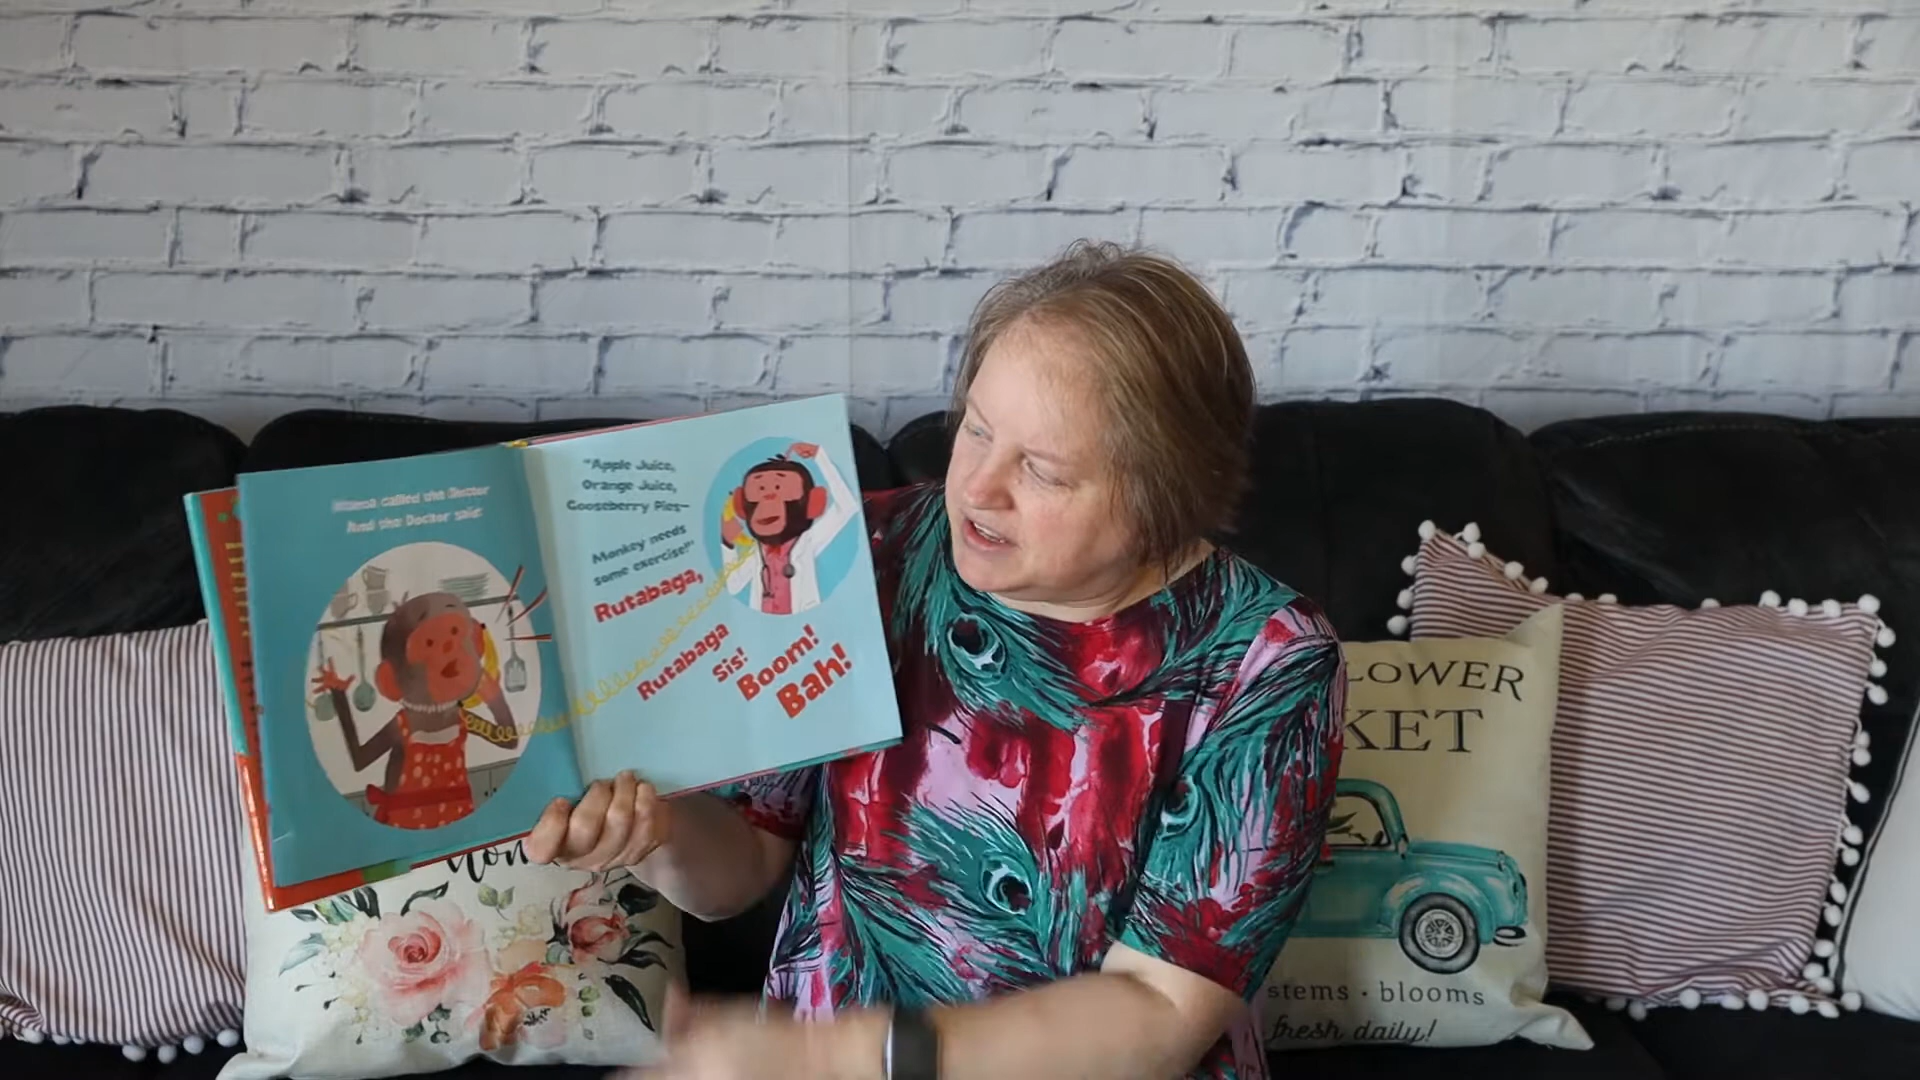 Mama called the Doctor
And the Doctor said:
"Apple Juice,
Orange Juice,
Gooseberry Pies—
Monkey needs
some exercise!"
Rutabaga,
Rutabaga
Sis!
Boom!
Bah!
LOWER
KET
stems · blooms
fresh daily!